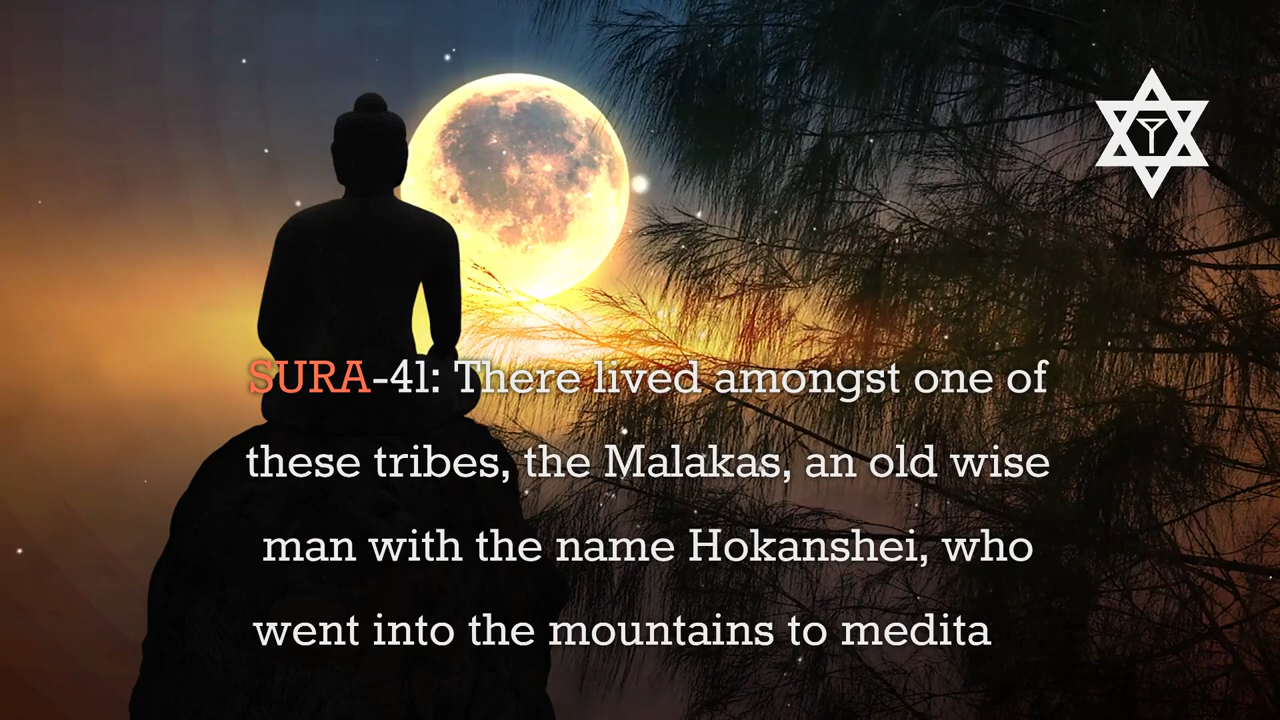 SURA-41: There lived amongst one of
these tribes, the Malakas, an old wise
man with the name Hokanshei, who
went into the mountains to medita